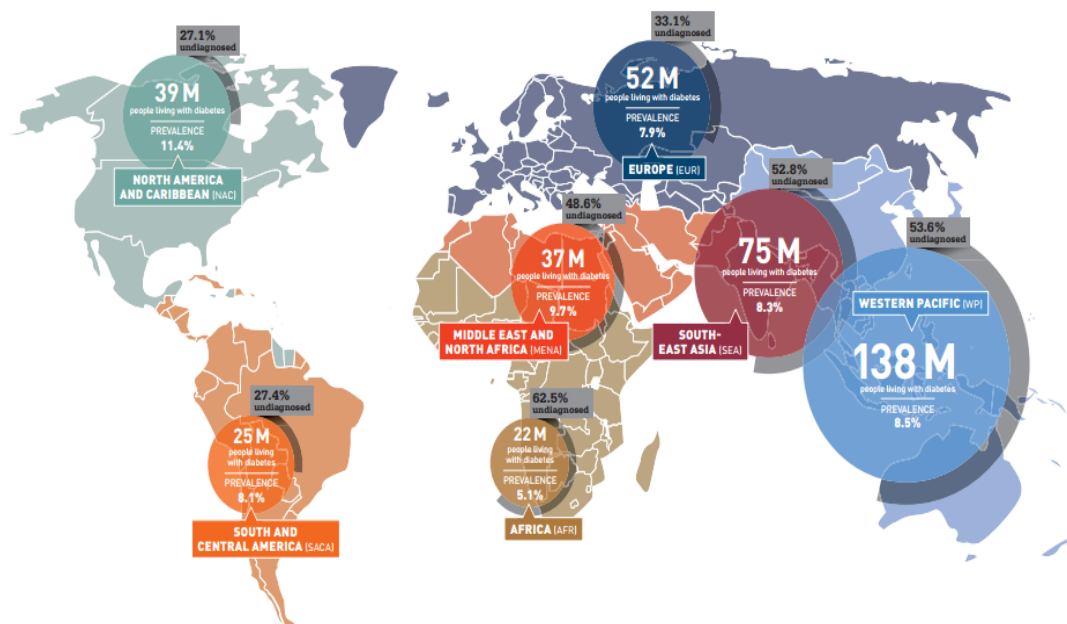 27.1%
undiagnosed
39 M
people living with diabetes
PREVALENCE
11.4%
NORTH AMERICA
AND CARIBBEAN (NAC)
33.1%
undiagnosed
52 M
people living with diabetes
PREVALENCE
7.9%
EUROPE (EUR)
48.6%
undiagnosed
37 M
people living with diabetes
PREVALENCE
9.7%
MIDDLE EAST AND
NORTH AFRICA (MENA)
52.8%
undiagnosed
75 M
people living with diabetes
PREVALENCE
8.3%
SOUTH-
EAST ASIA (SEA)
53.6%
undiagnosed
WESTERN PACIFIC (WP)
138 M
people living with diabetes
PREVALENCE
8.5%
27.4%
undiagnosed
25 M
people living
with diabetes
PREVALENCE
8.1%
SOUTH AND
CENTRAL AMERICA (SACA)
62.5%
undiagnosed
22 M
people living
with diabetes
PREVALENCE
5.1%
AFRICA (AFR)